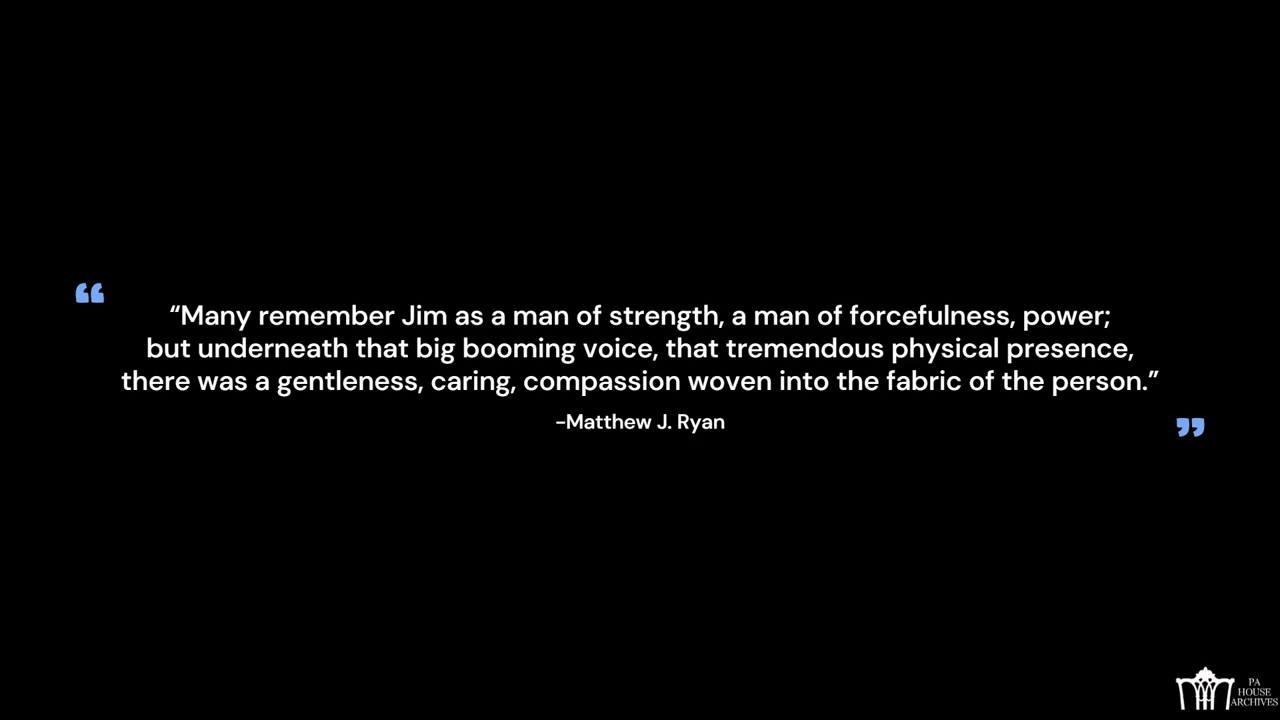 “Many remember Jim as a man of strength, a man of forcefulness, power;
but underneath that big booming voice, that tremendous physical presence,
there was a gentleness, caring, compassion woven into the fabric of the person.”
-Matthew J. Ryan
PA
HOUSE
ARCHIVES